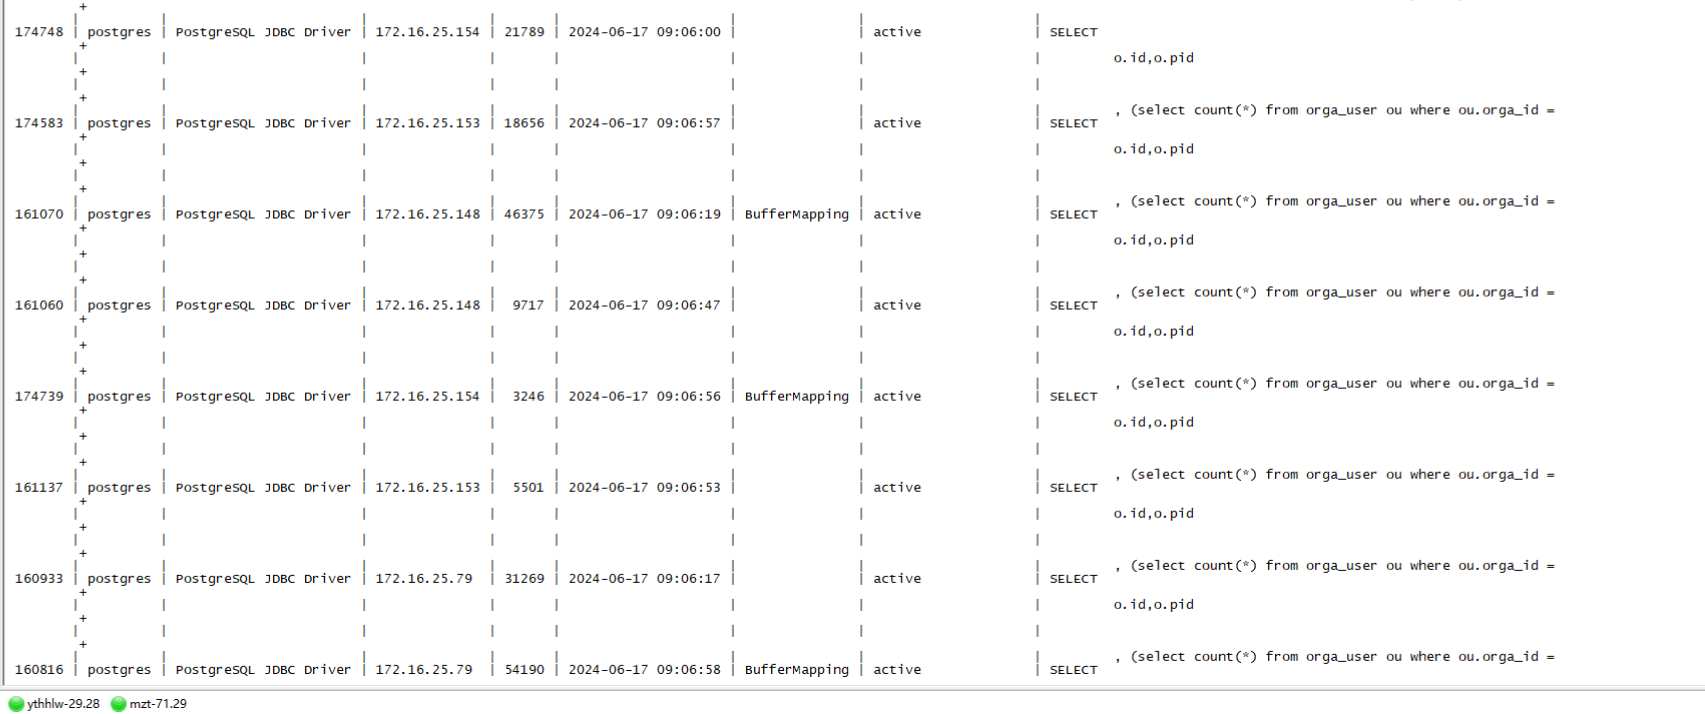 +
| | | | | | | |
174748 | postgres | PostgreSQL JDBC Driver | 172.16.25.154 | 21789 | 2024-06-17 09:06:00 | | active | SELECT
+
| | | | | | | | o.id,o.pid
+
| | | | | | | |
+
, (select count(*) from orga_user ou where ou.orga_id =
174583 | postgres | PostgreSQL JDBC Driver | 172.16.25.153 | 18656 | 2024-06-17 09:06:57 | | active | SELECT
+
| | | | | | | | o.id,o.pid
+
| | | | | | | |
+
, (select count(*) from orga_user ou where ou.orga_id =
161070 | postgres | PostgreSQL JDBC Driver | 172.16.25.148 | 46375 | 2024-06-17 09:06:19 | BufferMapping | active | SELECT
+
| | | | | | | | o.id,o.pid
+
| | | | | | | |
+
, (select count(*) from orga_user ou where ou.orga_id =
161060 | postgres | PostgreSQL JDBC Driver | 172.16.25.148 | 9717 | 2024-06-17 09:06:47 | | active | SELECT
+
| | | | | | | | o.id,o.pid
+
| | | | | | | |
+
, (select count(*) from orga_user ou where ou.orga_id =
174739 | postgres | PostgreSQL JDBC Driver | 172.16.25.154 | 3246 | 2024-06-17 09:06:56 | BufferMapping | active | SELECT
+
| | | | | | | | o.id,o.pid
+
| | | | | | | |
+
, (select count(*) from orga_user ou where ou.orga_id =
161137 | postgres | PostgreSQL JDBC Driver | 172.16.25.153 | 5501 | 2024-06-17 09:06:53 | | active | SELECT
+
| | | | | | | | o.id,o.pid
+
| | | | | | | |
+
, (select count(*) from orga_user ou where ou.orga_id =
160933 | postgres | PostgreSQL JDBC Driver | 172.16.25.79 | 31269 | 2024-06-17 09:06:17 | | active | SELECT
+
| | | | | | | | o.id,o.pid
+
| | | | | | | |
+
, (select count(*) from orga_user ou where ou.orga_id =
160816 | postgres | PostgreSQL JDBC Driver | 172.16.25.79 | 54190 | 2024-06-17 09:06:58 | BufferMapping | active | SELECT
ythhlw-29.28 mzt-71.29